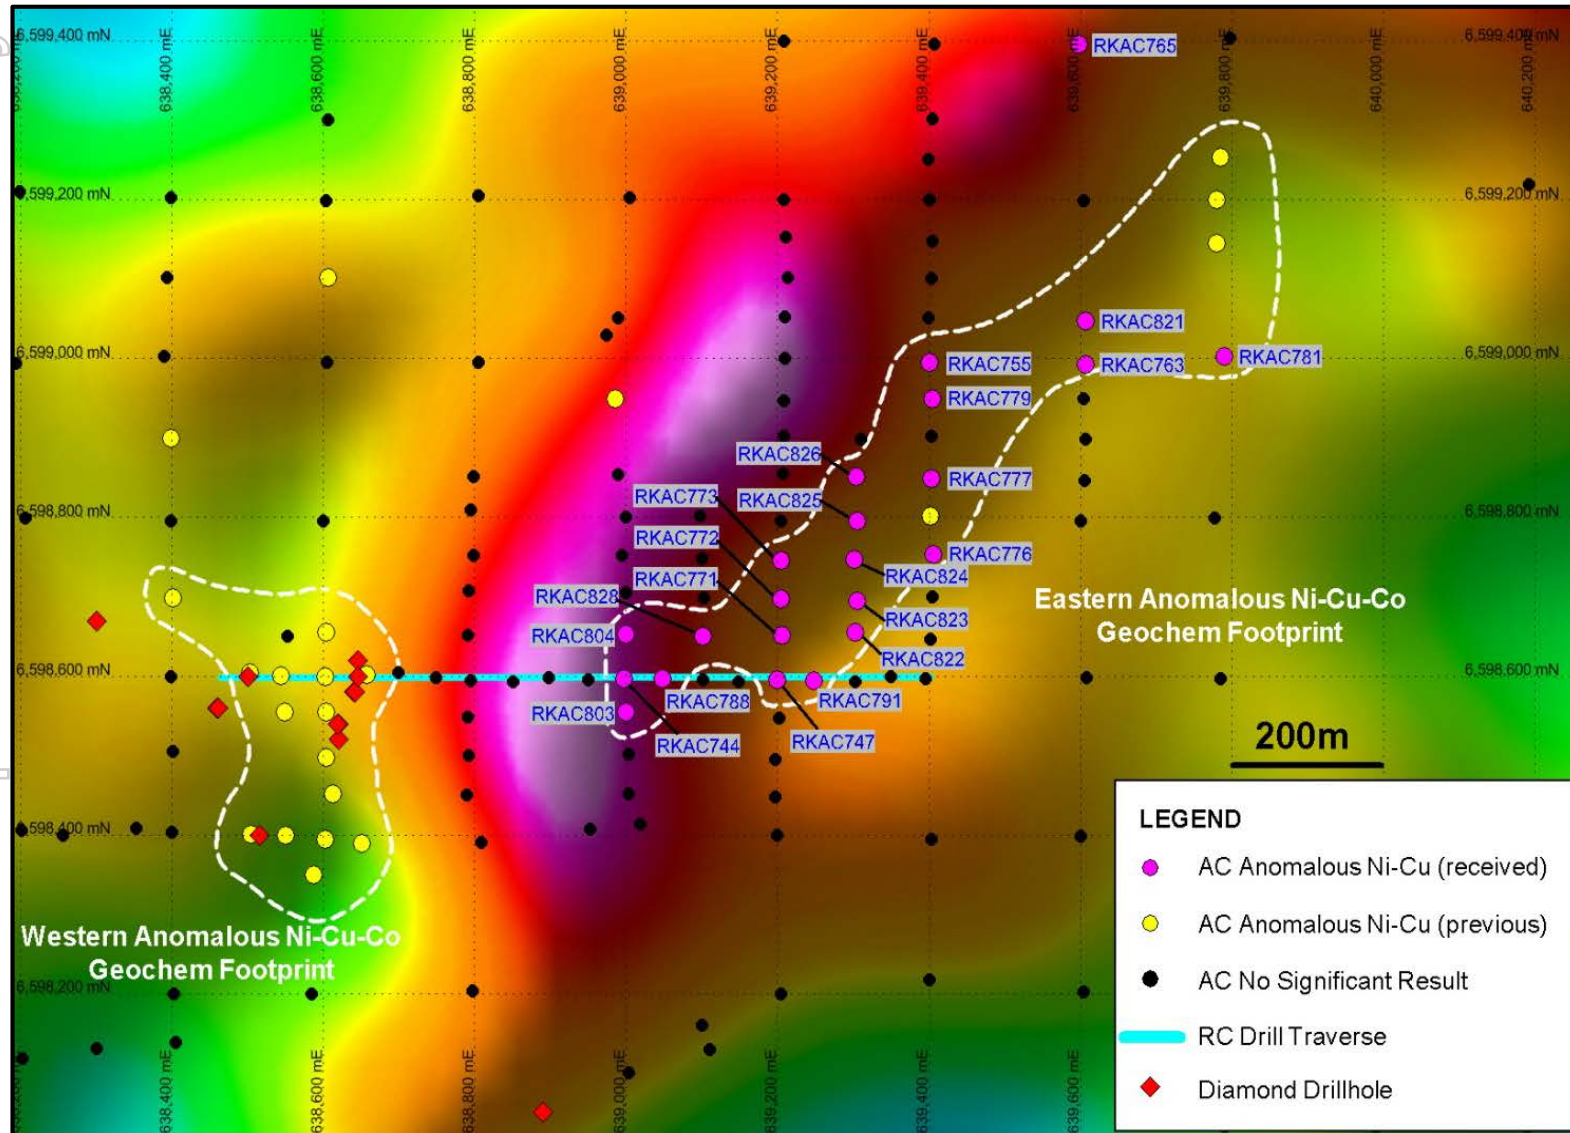 6,599,400 mN
6,599,400 mN
638,200 mE
638,400 mE
638,600 mE
638,800 mE
639,000 mE
639,200 mE
639,400 mE
639,600 mE
639,800 mE
640,000 mE
640,200 mE
RKAC765
6,599,200 mN
6,599,200 mN
RKAC821
6,599,000 mN
RKAC755
RKAC763
RKAC781
6,599,000 mN
RKAC779
RKAC826
RKAC777
RKAC773
RKAC825
6,598,800 mN
6,598,800 mN
RKAC772
RKAC776
RKAC771
RKAC824
RKAC828
Eastern Anomalous Ni-Cu-Co
Geochem Footprint
RKAC823
RKAC804
RKAC822
6,598,600 mN
6,598,600 mN
RKAC788
RKAC791
RKAC803
RKAC744
RKAC747
200m
6,598,400 mN
Western Anomalous Ni-Cu-Co
Geochem Footprint
6,598,200 mN
638,200 mE
638,400 mE
638,600 mE
638,800 mE
639,000 mE
639,200 mE
639,400 mE
639,600 mE
LEGEND
AC Anomalous Ni-Cu (received)
AC Anomalous Ni-Cu (previous)
AC No Significant Result
RC Drill Traverse
Diamond Drillhole